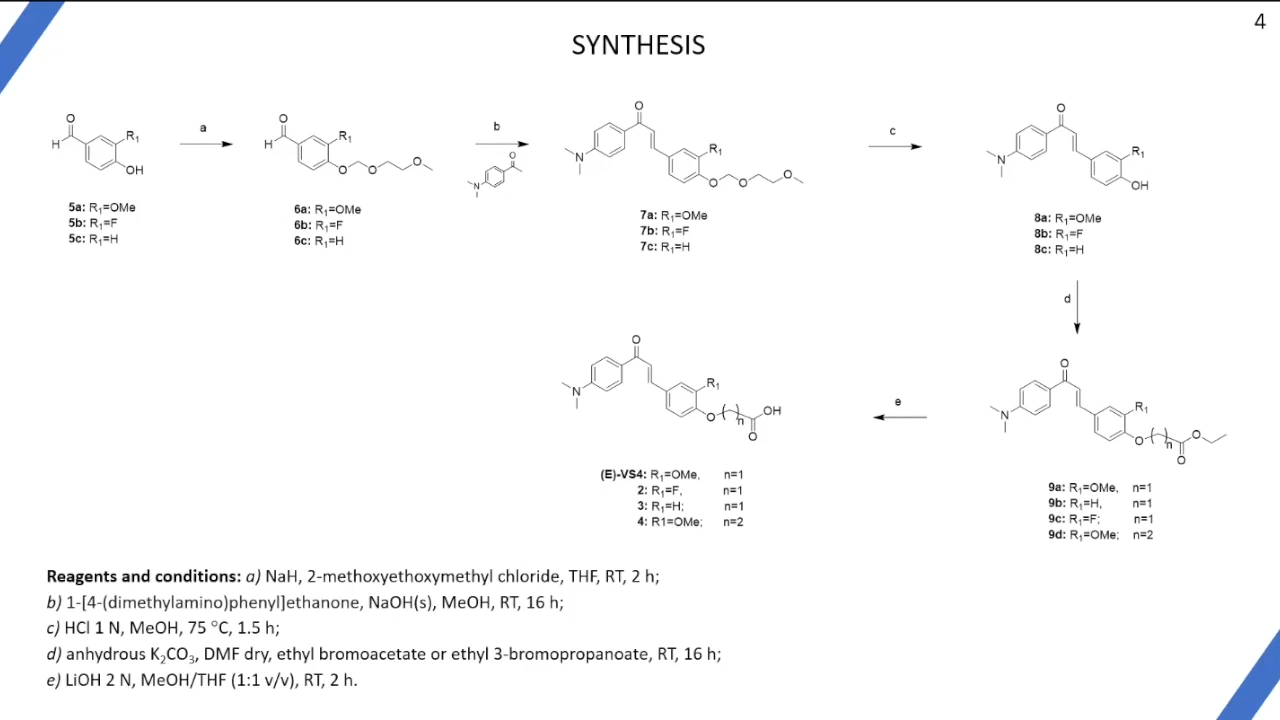 4
SYNTHESIS
a
b
c
5a: R1=OMe
5b: R1=F
5c: R1=H
6a: R1=OMe
6b: R1=F
6c: R1=H
7a: R1=OMe
7b: R1=F
7c: R1=H
8a: R1=OMe
8b: R1=F
8c: R1=H
d
e
(E)-VS4: R1=OMe, n=1
2: R1=F, n=1
3: R1=H; n=1
4: R1=OMe; n=2
9a: R1=OMe, n=1
9b: R1=H, n=1
9c: R1=F; n=1
9d: R1=OMe; n=2
Reagents and conditions: a) NaH, 2-methoxyethoxymethyl chloride, THF, RT, 2 h;
b) 1-[4-(dimethylamino)phenyl]ethanone, NaOH(s), MeOH, RT, 16 h;
c) HCl 1 N, MeOH, 75 °C, 1.5 h;
d) anhydrous K2CO3, DMF dry, ethyl bromoacetate or ethyl 3-bromopropanoate, RT, 16 h;
e) LiOH 2 N, MeOH/THF (1:1 v/v), RT, 2 h.